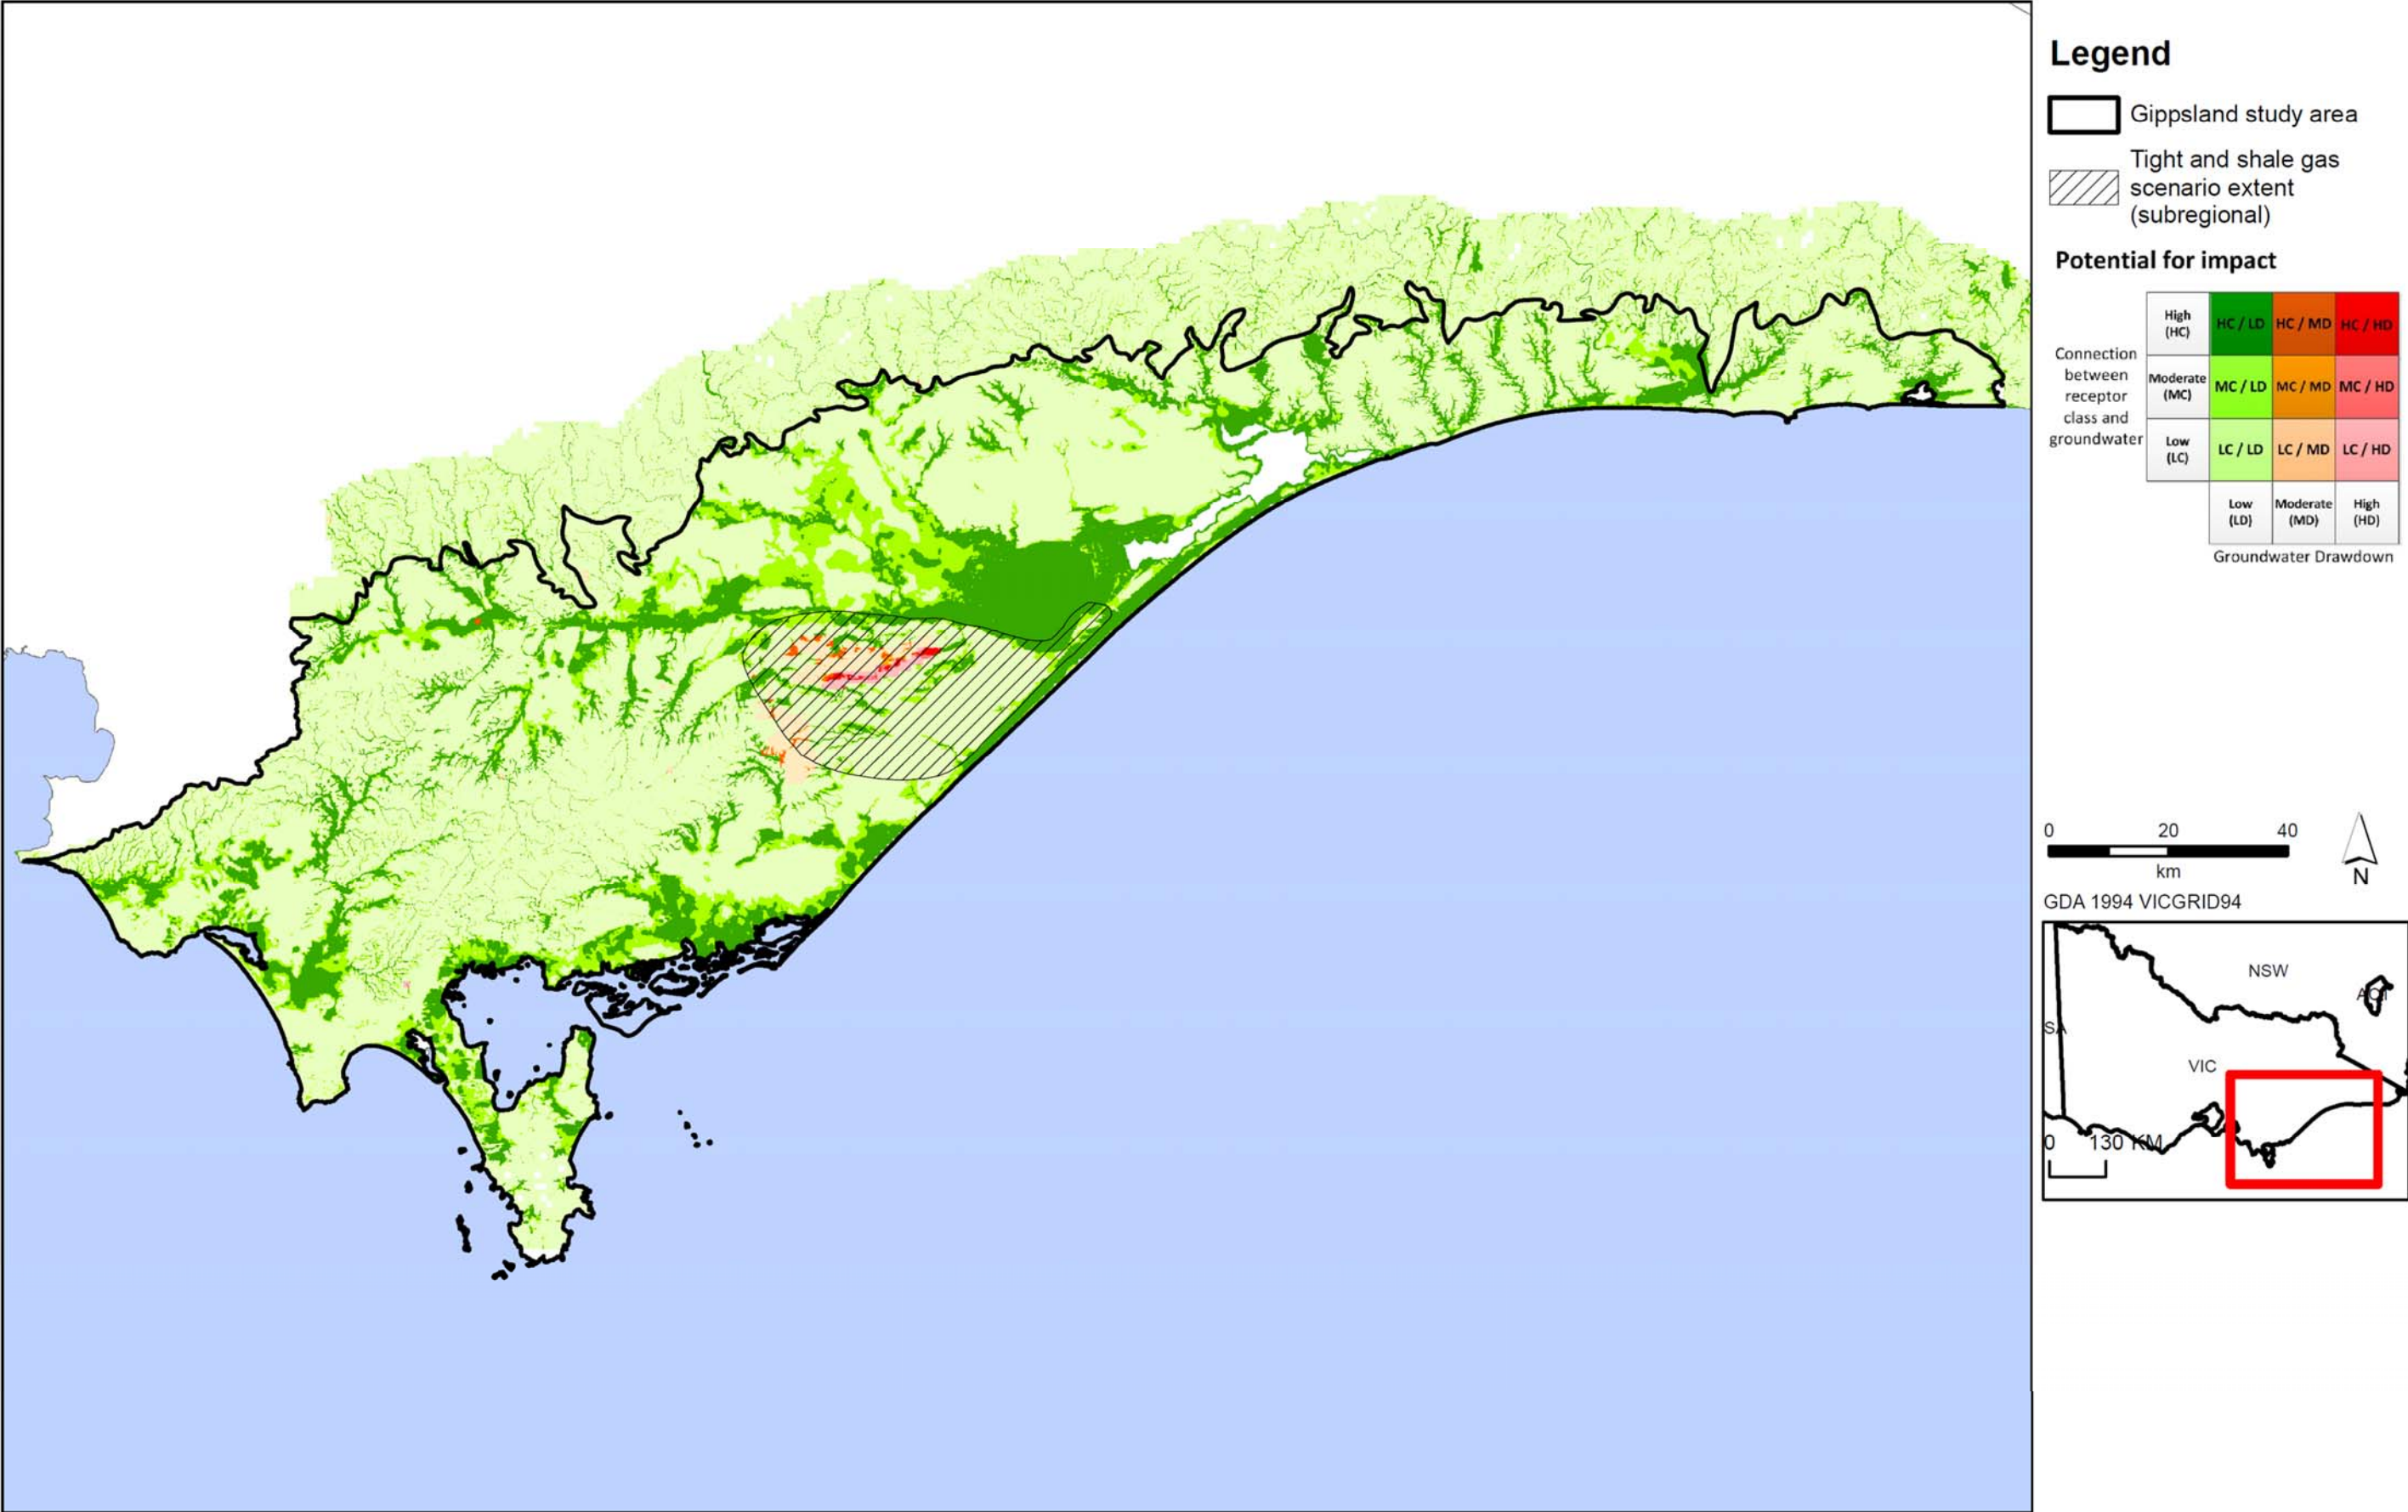 Legend
Gippsland study area
Tight and shale gas
scenario extent
(subregional)
Potential for impact
Connection
between
receptor
class and
groundwater
High
(HC)
HC / LD
HC / MD
HC / HD
Moderate
(MC)
MC / LD
MC / MD
MC / HD
Low
(LC)
LC / LD
LC / MD
LC / HD
Low
(LD)
Moderate
(MD)
High
(HD)
Groundwater Drawdown
0 20 40
km
N
GDA 1994 VICGRID94
NSW
ACT
SA
VIC
0 130 KM